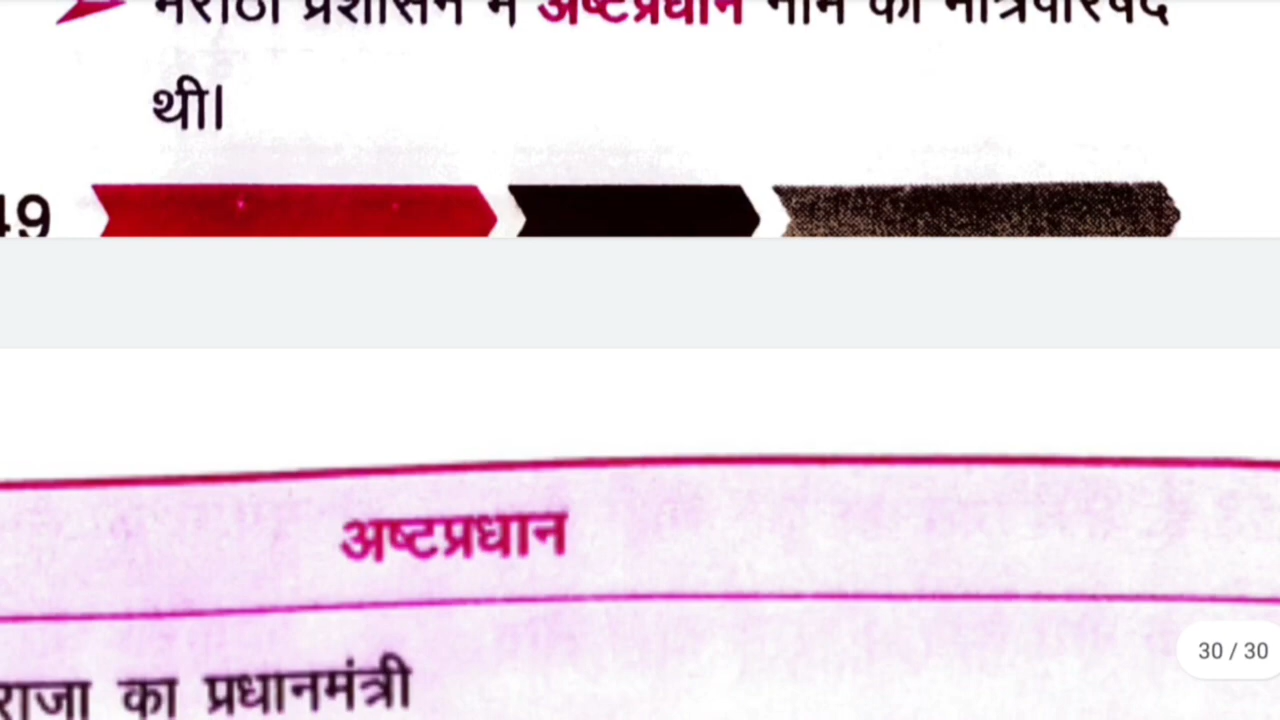 मराठा प्रशासन में अष्टप्रधान नाम की मंत्रिपरिषद
थी।
49
अष्टप्रधान
राजा का प्रधानमंत्री
30 / 30